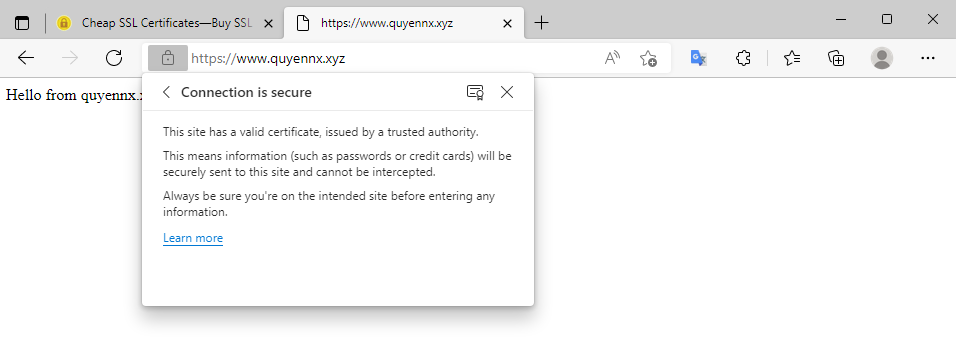 Cheap SSL Certificates—Buy SSL
https://www.quyennx.xyz
https://www.quyennx.xyz
Hello from quyennx.
Connection is secure
This site has a valid certificate, issued by a trusted authority.
This means information (such as passwords or credit cards) will be
securely sent to this site and cannot be intercepted.
Always be sure you're on the intended site before entering any
information.
Learn more